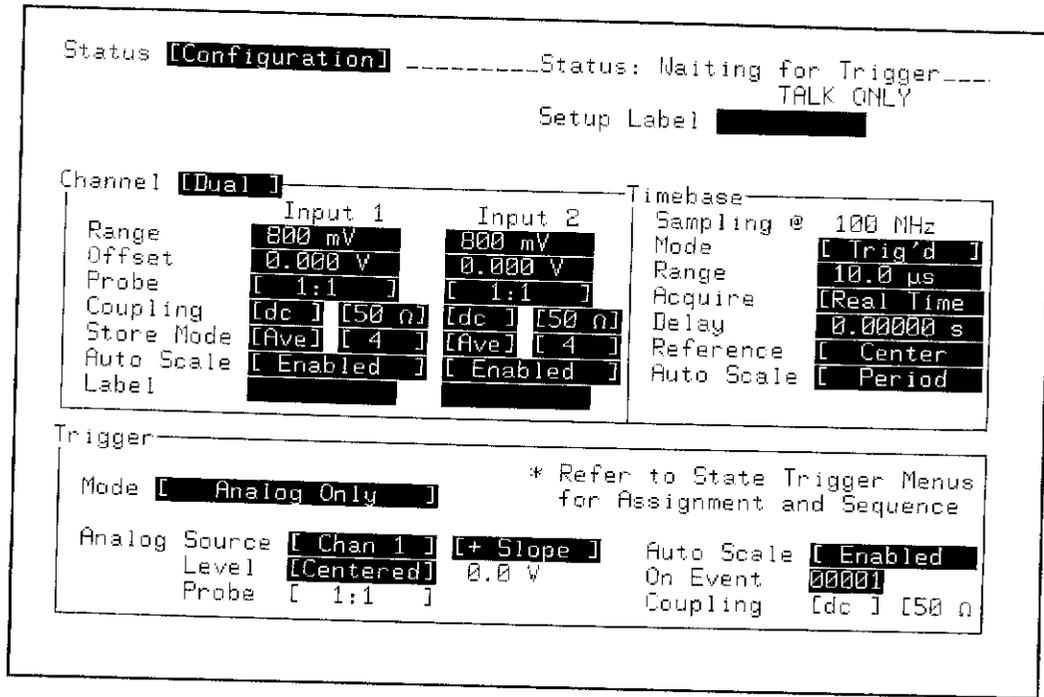 Status [Configuration] _________Status: Waiting for Trigger___
TALK ONLY
Setup Label
Channel [Dual ]
Input 1 Input 2
Range 800 mV 800 mV
Offset 0.000 V 0.000 V
Probe [ 1:1 ] [ 1:1 ]
Coupling [dc ] [50 Ω] [dc ] [50 Ω]
Store Mode [Ave] [ 4 ] [Ave] [ 4 ]
Auto Scale [ Enabled ] [ Enabled ]
Label
Timebase
Sampling @ 100 MHz
Mode [ Trig'd ]
Range 10.0 µs
Acquire [Real Time
Delay 0.00000 s
Reference [ Center
Auto Scale [ Period
Trigger
Mode [ Analog Only ]
* Refer to State Trigger Menus
for Assignment and Sequence
Analog Source [ Chan 1 ] [+ Slope ]
Level [Centered] 0.0 V
Probe [ 1:1 ]
Auto Scale [ Enabled
On Event 00001
Coupling [dc ] [50 Ω